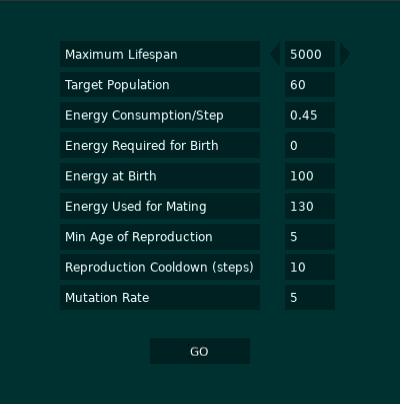 Maximum Lifespan 5000
Target Population 60
Energy Consumption/Step 0.45
Energy Required for Birth 0
Energy at Birth 100
Energy Used for Mating 130
Min Age of Reproduction 5
Reproduction Cooldown (steps) 10
Mutation Rate 5
GO